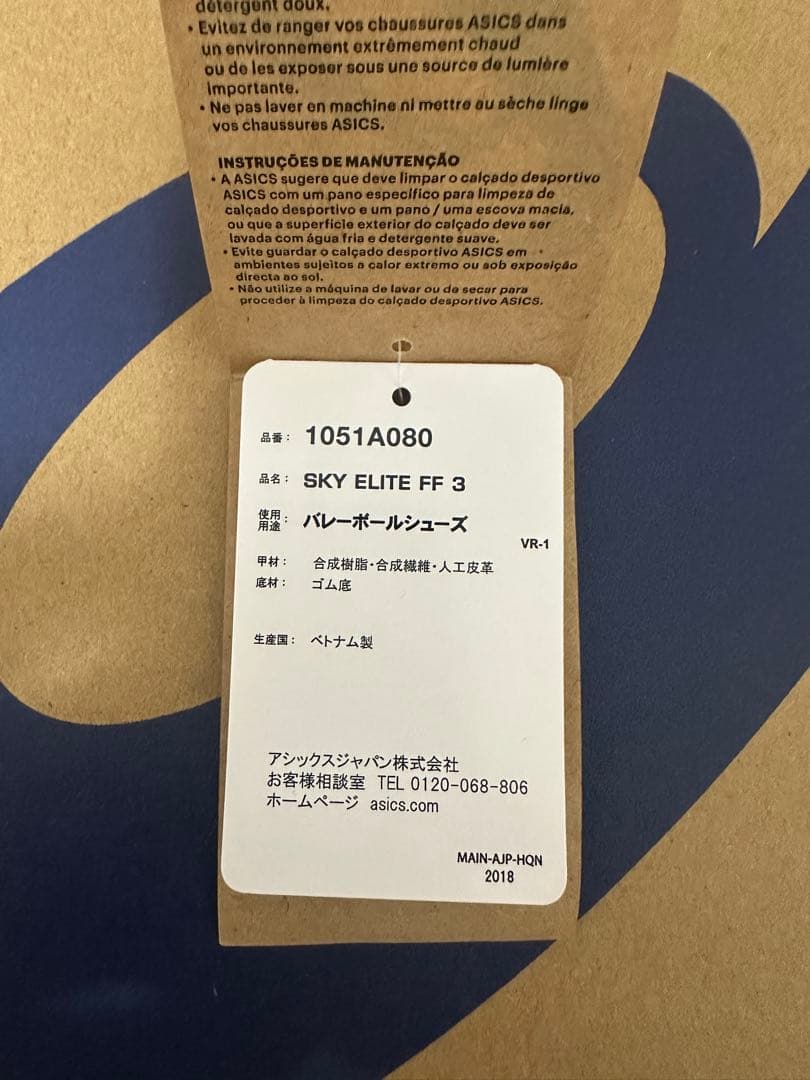 détergent doux.
• Evitez de ranger vos chaussures ASICS dans
un environnement extrêmement chaud
ou de les exposer sous une source de lumière
importante.
• Ne pas laver en machine ni mettre au sèche linge
vos chaussures ASICS.
INSTRUÇÕES DE MANUTENÇÃO
• A ASICS sugere que deve limpar o calçado desportivo
ASICS com um pano específico para limpeza de
calçado desportivo e um pano / uma escova macia,
ou que a superfície exterior do calçado deve ser
lavada com água fria e detergente suave.
• Evite guardar o calçado desportivo ASICS em
ambientes sujeitos a calor extremo ou sob exposição
directa ao sol.
• Não utilize a máquina de lavar ou de secar para
proceder à limpeza do calçado desportivo ASICS.
品番： 1051A080
品名： SKY ELITE FF 3
使用用途： バレーボールシューズ
VR-1
甲材： 合成樹脂・合成繊維・人工皮革
底材： ゴム底
生産国： ベトナム製
アシックスジャパン株式会社
お客様相談室 TEL 0120-068-806
ホームページ asics.com
MAIN-AJP-HQN
2018